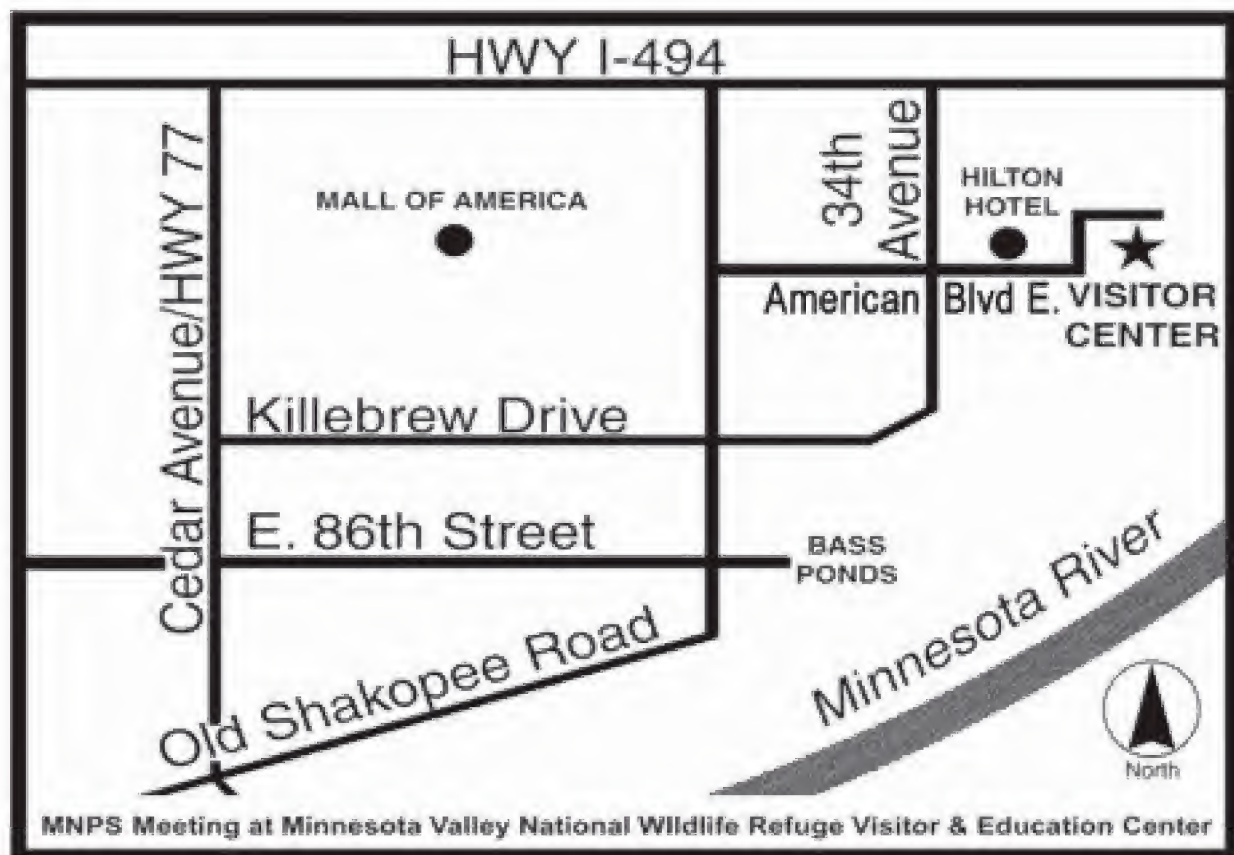 HWY I-494
Cedar Avenue/HWY 77
MALL OF AMERICA
34th
Avenue
HILTON
HOTEL
American Blvd E.
VISITOR
CENTER
Killebrew Drive
E. 86th Street
BASS
PONDS
Old Shakopee Road
Minnesota River
North
MNPS Meeting at Minnesota Valley National Wildlife Refuge Visitor & Education Center